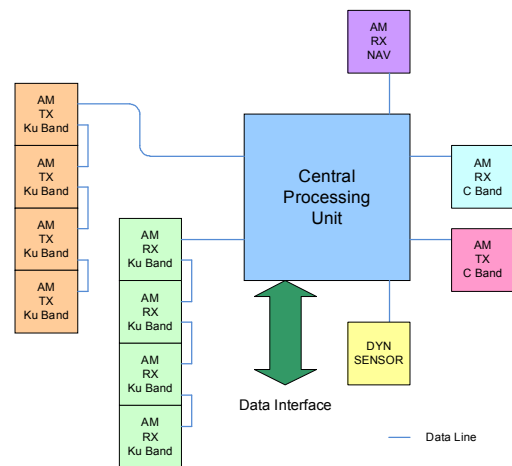 AM
RX
NAV
AM
TX
Ku Band
AM
TX
Ku Band
AM
TX
Ku Band
AM
TX
Ku Band
Central
Processing
Unit
AM
RX
C Band
AM
TX
C Band
AM
RX
Ku Band
AM
RX
Ku Band
AM
RX
Ku Band
AM
RX
Ku Band
DYN
SENSOR
Data Interface
Data Line